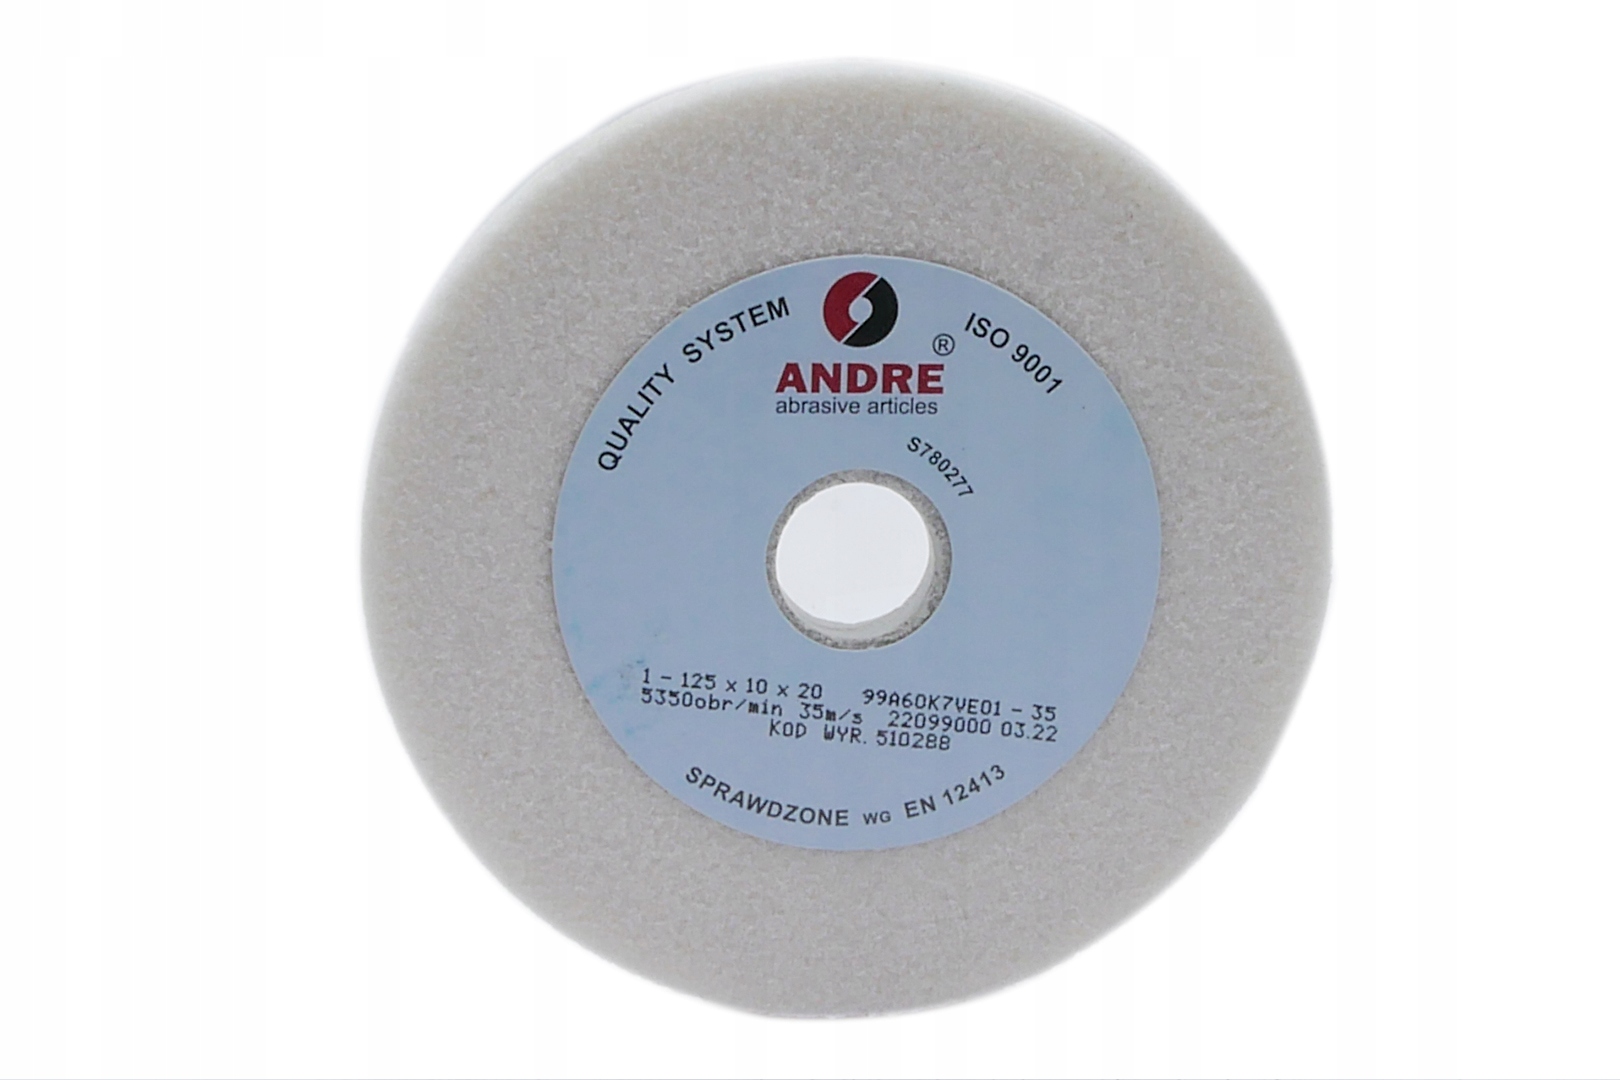 QUALITY SYSTEM
ISO 9001
®
ANDRE
abrasive articles
S780277
1 - 125 x 10 x 20 99A60K7VE01 - 35
5350obr/min 35m/s 22099000 03.22
KOD WYR. 510288
SPRAWDZONE WG EN 12413